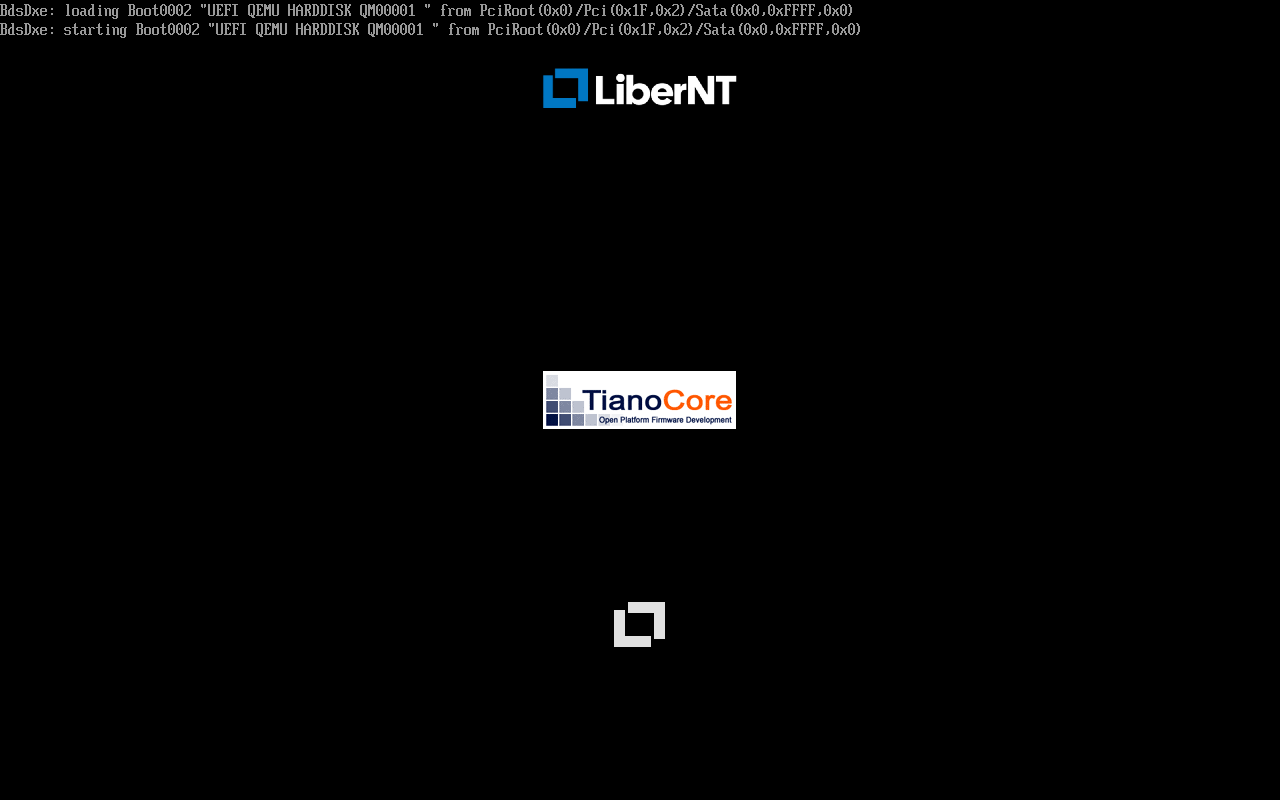 BdsDxe: loading Boot0002 "UEFI QEMU HARDDISK QM00001 " from PciRoot(0x0)/Pci(0x1F,0x2)/Sata(0x0,0xFFFF,0x0)
BdsDxe: starting Boot0002 "UEFI QEMU HARDDISK QM00001 " from PciRoot(0x0)/Pci(0x1F,0x2)/Sata(0x0,0xFFFF,0x0)
LiberNT
TianoCore
Open Platform Firmware Development